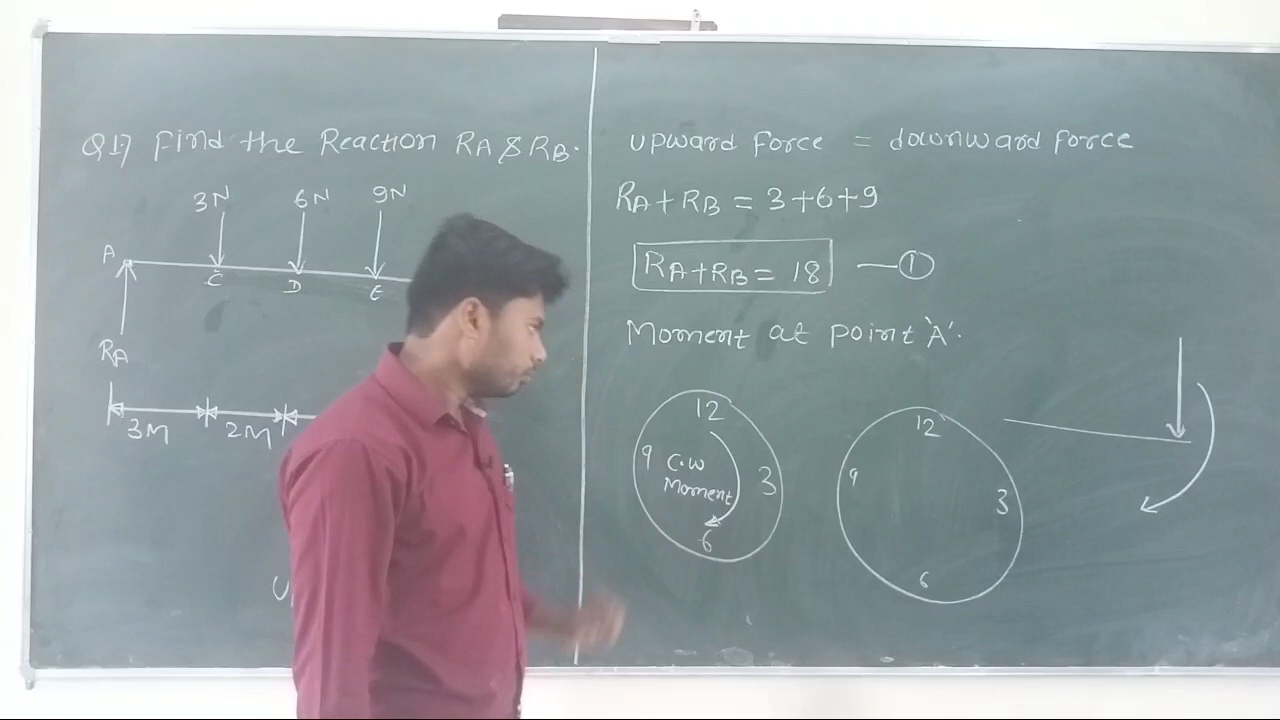 Q1) Find the Reaction RA & RB.
3N 6N 9N
A
C D E
RA
3M 2M
U
upward force = downward force
RA + RB = 3+6+9
RA + RB = 18 — 1
Moment at point 'A'.
12
9 C.W 3
Moment
6
12
9 3
6